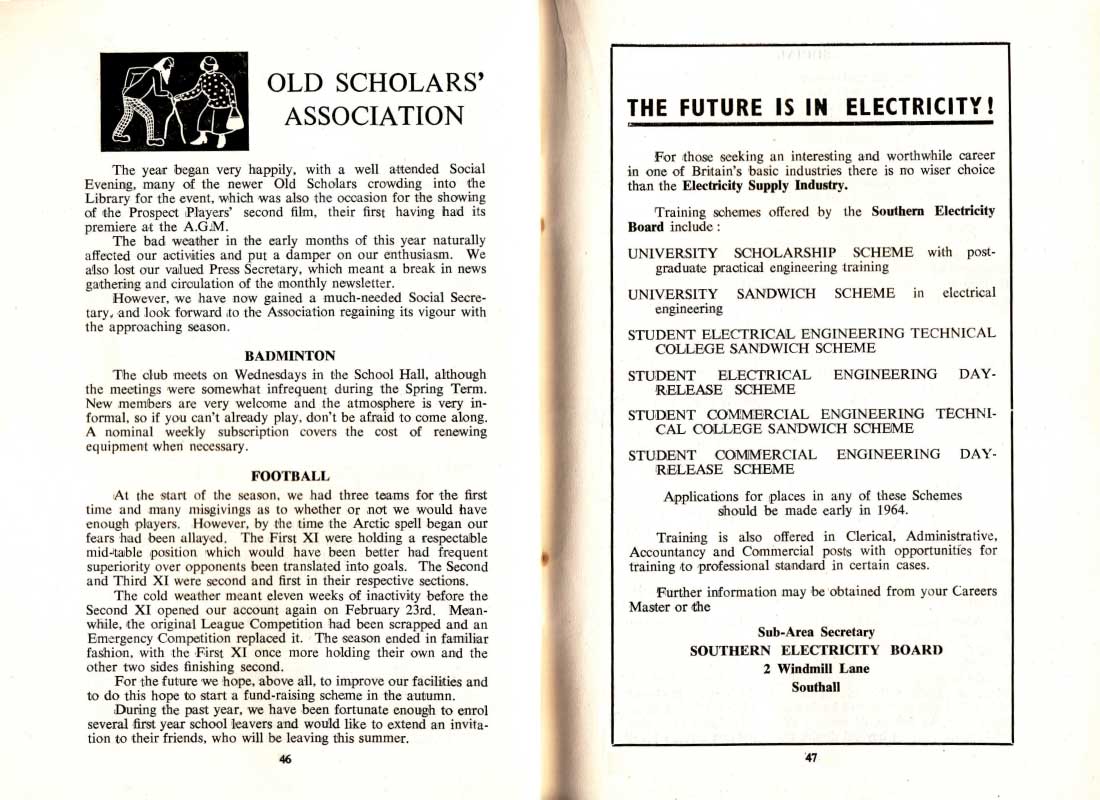 OLD SCHOLARS'
ASSOCIATION
The year began very happily, with a well attended Social
Evening, many of the newer Old Scholars crowding into the
Library for the event, which was also the occasion for the showing
of the Prospect Players' second film, their first having had its
premiere at the A.G.M.
The bad weather in the early months of this year naturally
affected our activities and put a damper on our enthusiasm. We
also lost our valued Press Secretary, which meant a break in news
gathering and circulation of the monthly newsletter.
However, we have now gained a much-needed Social Secre-
tary, and look forward to the Association regaining its vigour with
the approaching season.
BADMINTON
The club meets on Wednesdays in the School Hall, although
the meetings were somewhat infrequent during the Spring Term.
New members are very welcome and the atmosphere is very in-
formal, so if you can't already play, don't be afraid to come along.
A nominal weekly subscription covers the cost of renewing
equipment when necessary.
FOOTBALL
At the start of the season, we had three teams for the first
time and many misgivings as to whether or not we would have
enough players. However, by the time the Arctic spell began our
fears had been allayed. The First XI were holding a respectable
mid-table position which would have been better had frequent
superiority over opponents been translated into goals. The Second
and Third XI were second and first in their respective sections.
The cold weather meant eleven weeks of inactivity before the
Second XI opened our account again on February 23rd. Mean-
while, the original League Competition had been scrapped and an
Emergency Competition replaced it. The season ended in familiar
fashion, with the First XI once more holding their own and the
other two sides finishing second.
For the future we hope, above all, to improve our facilities and
to do this hope to start a fund-raising scheme in the autumn.
During the past year, we have been fortunate enough to enrol
several first year school leavers and would like to extend an invita-
tion to their friends, who will be leaving this summer.
46
THE FUTURE IS IN ELECTRICITY!
For those seeking an interesting and worthwhile career
in one of Britain's basic industries there is no wiser choice
than the Electricity Supply Industry.
Training schemes offered by the Southern Electricity
Board include :
UNIVERSITY SCHOLARSHIP SCHEME with post-
graduate practical engineering training
UNIVERSITY SANDWICH SCHEME in electrical
engineering
STUDENT ELECTRICAL ENGINEERING TECHNICAL
COLLEGE SANDWICH SCHEME
STUDENT ELECTRICAL ENGINEERING DAY-
RELEASE SCHEME
STUDENT COMMERCIAL ENGINEERING TECHNI-
CAL COLLEGE SANDWICH SCHEME
STUDENT COMMERCIAL ENGINEERING DAY-
RELEASE SCHEME
Applications for places in any of these Schemes
should be made early in 1964.
Training is also offered in Clerical, Administrative,
Accountancy and Commercial posts with opportunities for
training to professional standard in certain cases.
Further information may be obtained from your Careers
Master or the
Sub-Area Secretary
SOUTHERN ELECTRICITY BOARD
2 Windmill Lane
Southall
47